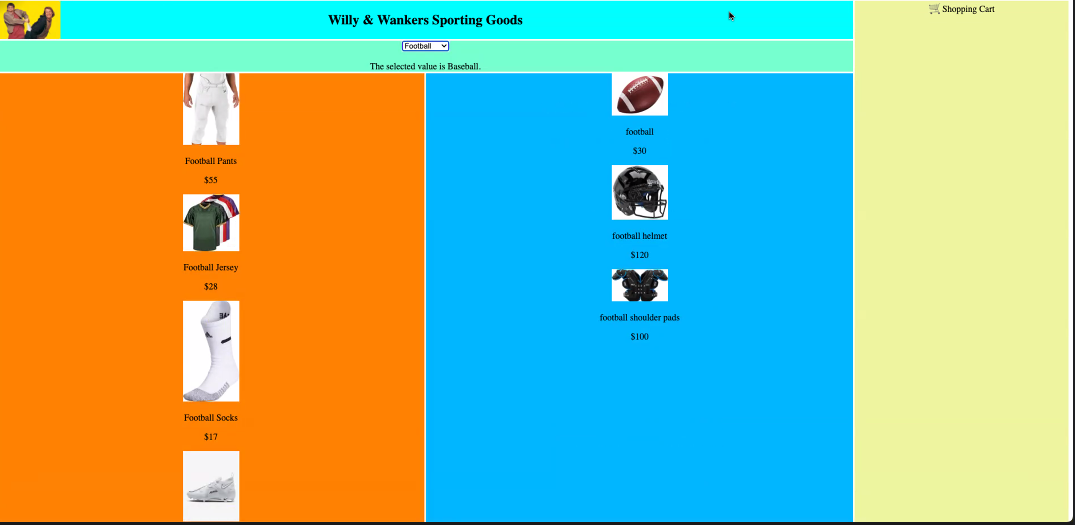 Willy & Wankers Sporting Goods
🛒 Shopping Cart
Football
The selected value is Baseball.
Football Pants
$55
Football Jersey
$28
Football Socks
$17
football
$30
football helmet
$120
football shoulder pads
$100